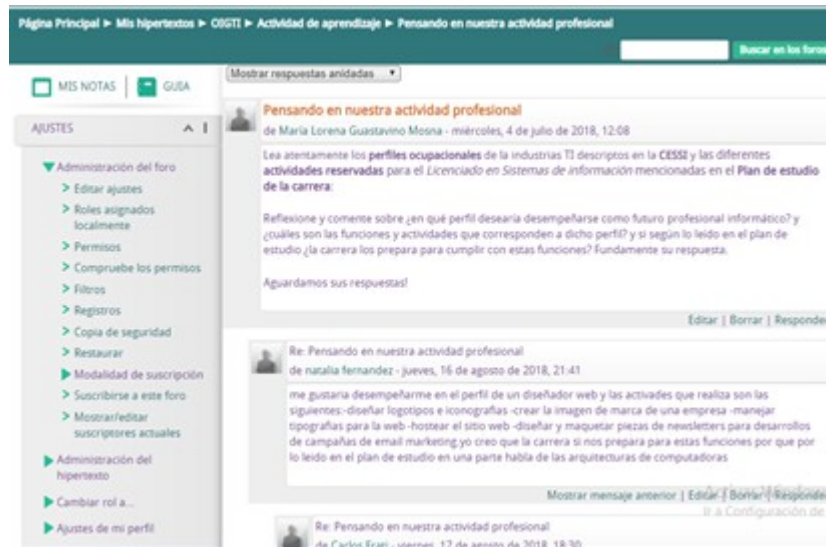 Página Principal ► Mis hipertextos ► OIGTI ► Actividad de aprendizaje ► Pensando en nuestra actividad profesional
Buscar en los foros
MIS NOTAS | GUIA
AJUSTES
Administración del foro
Editar ajustes
Roles asignados
localmente
Permisos
Compruebe los permisos
Filtros
Registros
Copia de seguridad
Restaurar
Modalidad de suscripción
Suscribirse a este foro
Mostrar/editar
suscriptores actuales
Administración del
hipertexto
Cambiar rol a...
Ajustes de mi perfil
Mostrar respuestas anidadas
Pensando en nuestra actividad profesional
de María Lorena Guastavino Mosna - miércoles, 4 de julio de 2018, 12:08
Lea atentamente los perfiles ocupacionales de la industrias TI descriptos en la CESSI y las diferentes
actividades reservadas para el Licenciado en Sistemas de información mencionadas en el Plan de estudio
de la carrera:
Reflexione y comente sobre ¿en qué perfil desearía desempeñarse como futuro profesional informático? y
¿cuáles son las funciones y actividades que corresponden a dicho perfil? y si según lo leído en el plan de
estudio ¿la carrera los prepara para cumplir con estas funciones? Fundamente su respuesta.
Aguardamos sus respuestas!
Editar | Borrar | Responder
Re: Pensando en nuestra actividad profesional
de natalia fernandez - jueves, 16 de agosto de 2018, 21:41
me gustaria desempeñarme en el perfil de un diseñador web y las activades que realiza son las
siguientes:-diseñar logotipos e iconografias -crear la imagen de marca de una empresa -manejar
tipografias para la web -hostear el sitio web -diseñar y maquetar piezas de newsletters para desarrollos
de campañas de email marketing.yo creo que la carrera si nos prepara para estas funciones por que por
lo leido en el plan de estudio en una parte habla de las arquitecturas de computadoras
Mostrar mensaje anterior | Editar | Borrar | Responder
Ir a Configuración de
Re: Pensando en nuestra actividad profesional
de Carlos Frati - viernes, 17 de agosto de 2018, 18:30